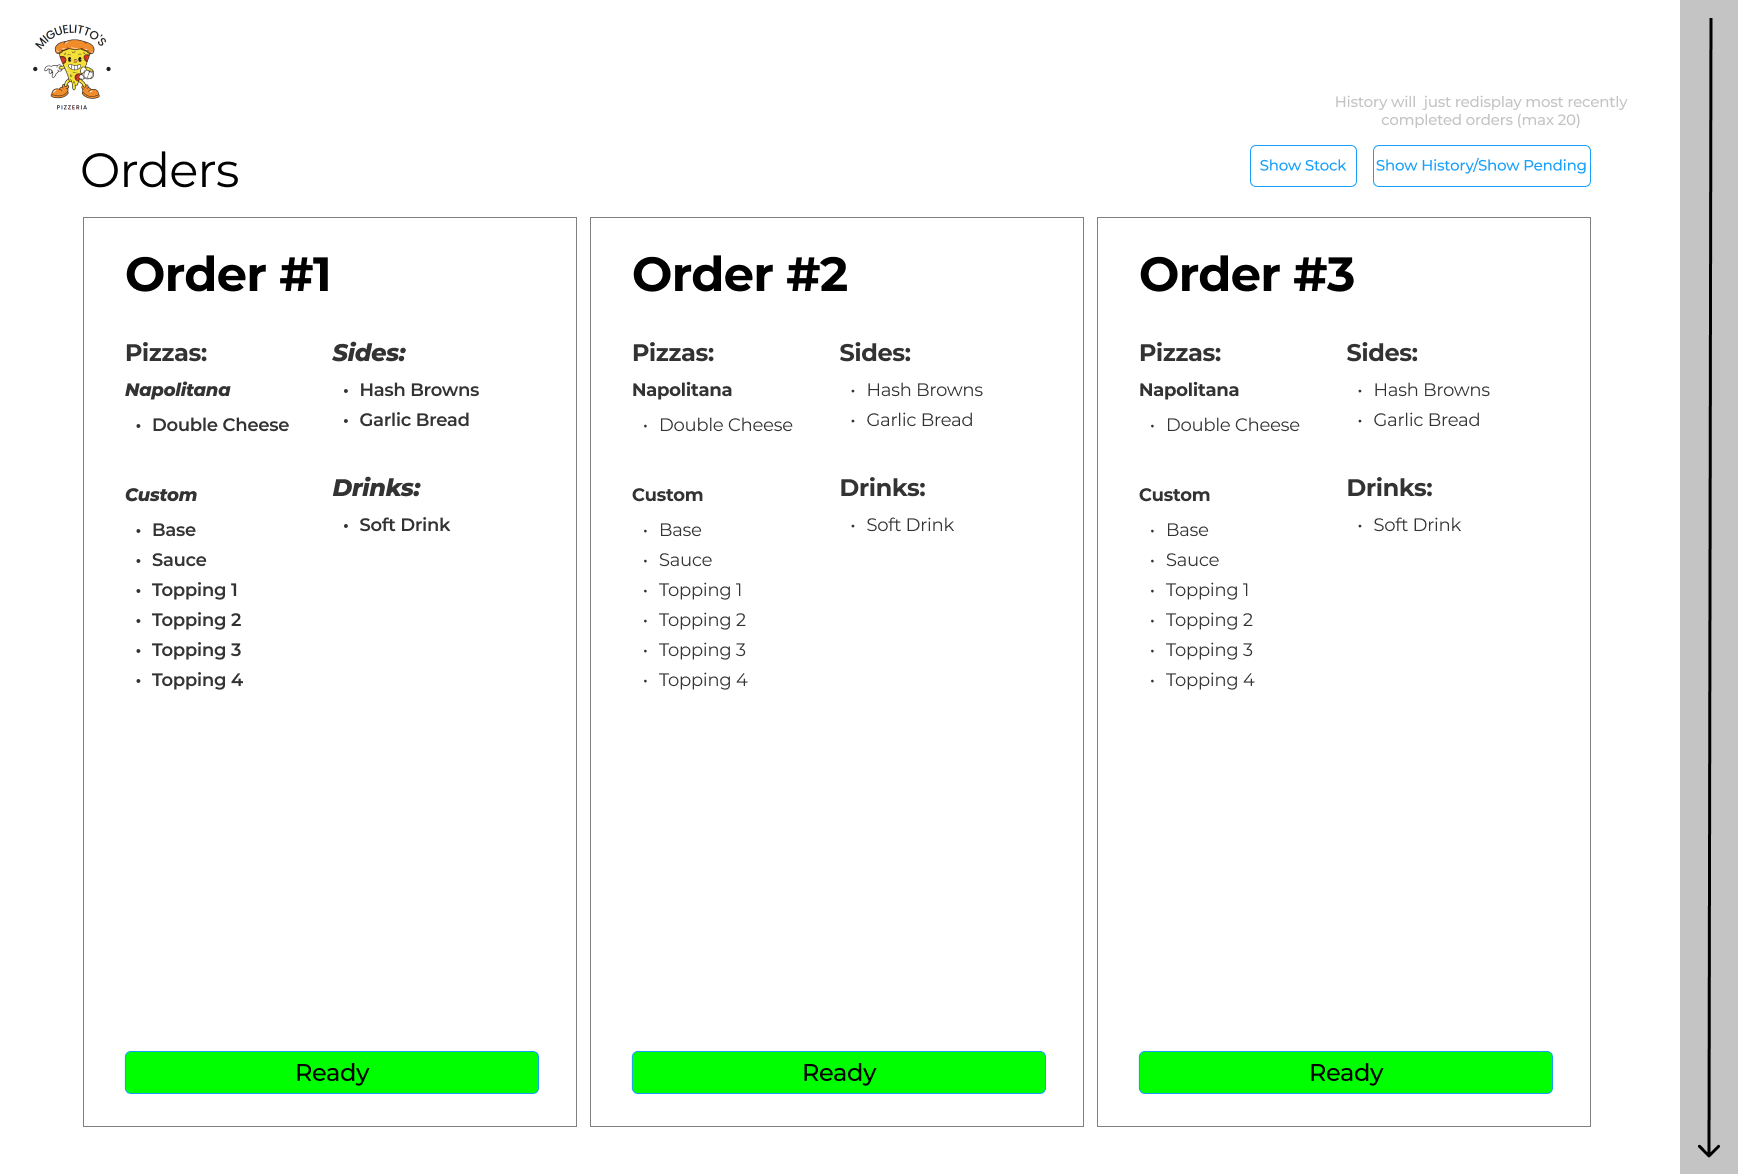 MIGUELITTO'S
PIZZERIA
History will just redisplay most recently
completed orders (max 20)
Orders
Show Stock
Show History/Show Pending
Order #1
Pizzas:
Napolitana
• Double Cheese
Custom
• Base
• Sauce
• Topping 1
• Topping 2
• Topping 3
• Topping 4
Sides:
• Hash Browns
• Garlic Bread
Drinks:
• Soft Drink
Ready
Order #2
Pizzas:
Napolitana
• Double Cheese
Custom
• Base
• Sauce
• Topping 1
• Topping 2
• Topping 3
• Topping 4
Sides:
• Hash Browns
• Garlic Bread
Drinks:
• Soft Drink
Ready
Order #3
Pizzas:
Napolitana
• Double Cheese
Custom
• Base
• Sauce
• Topping 1
• Topping 2
• Topping 3
• Topping 4
Sides:
• Hash Browns
• Garlic Bread
Drinks:
• Soft Drink
Ready